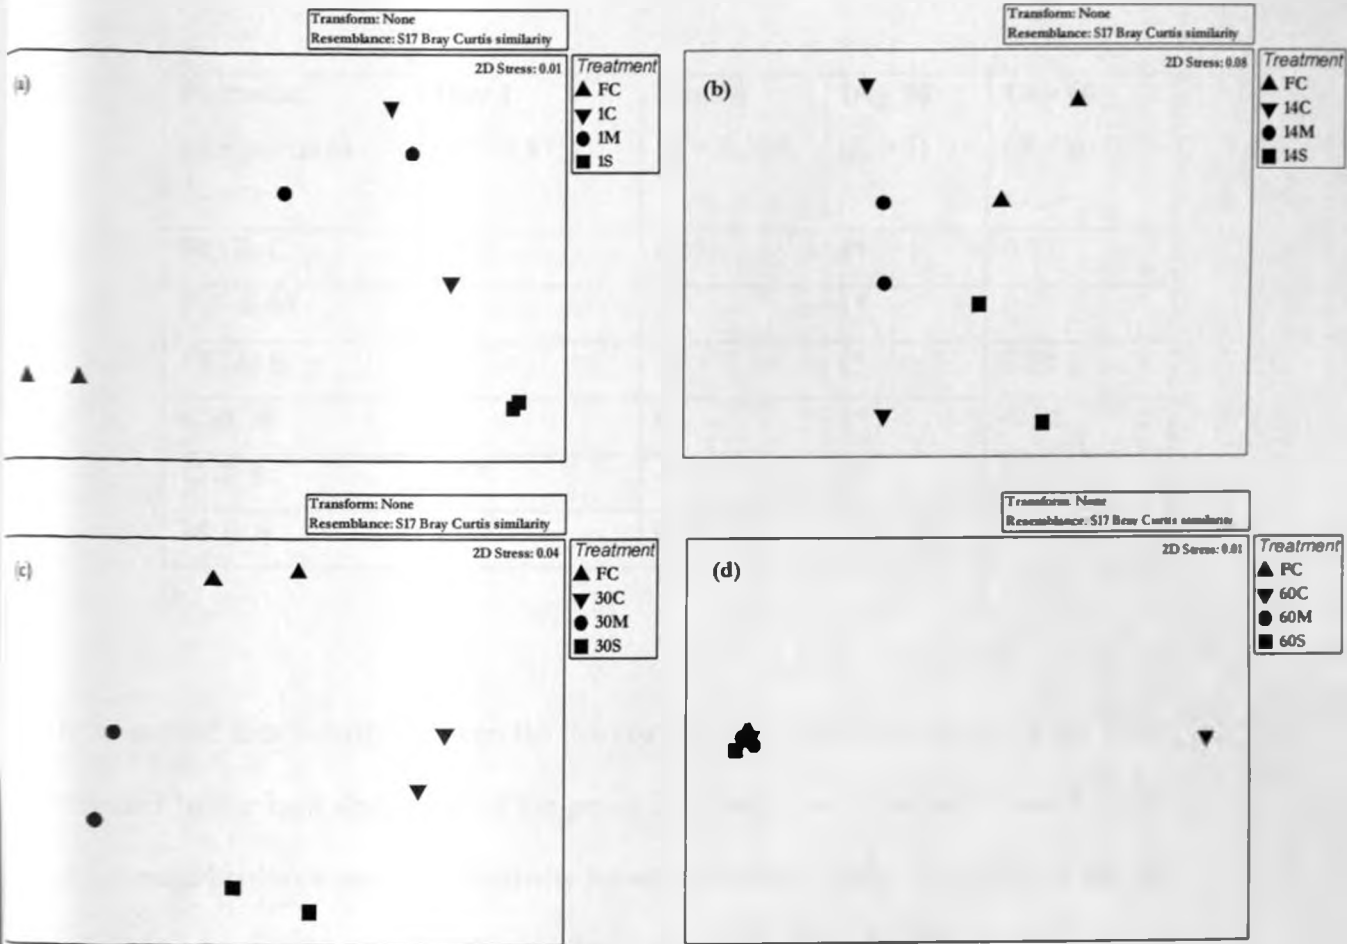 Transform: None
Resemblance: S17 Bray Curtis similarity
(a)
2D Stress: 0.01
Treatment
FC
1C
1M
1S
Transform: None
Resemblance: S17 Bray Curtis similarity
(b)
2D Stress: 0.08
Treatment
FC
14C
14M
14S
Transform: None
Resemblance: S17 Bray Curtis similarity
(c)
2D Stress: 0.04
Treatment
FC
30C
30M
30S
Transform: None
Resemblance: S17 Bray Curtis similarity
(d)
2D Stress: 0.01
Treatment
FC
60C
60M
60S